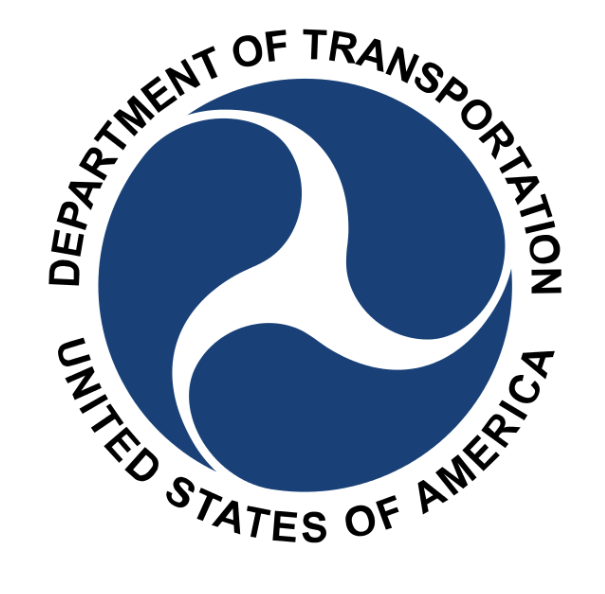 DEPARTMENT OF TRANSPORTATION
UNITED STATES OF AMERICA